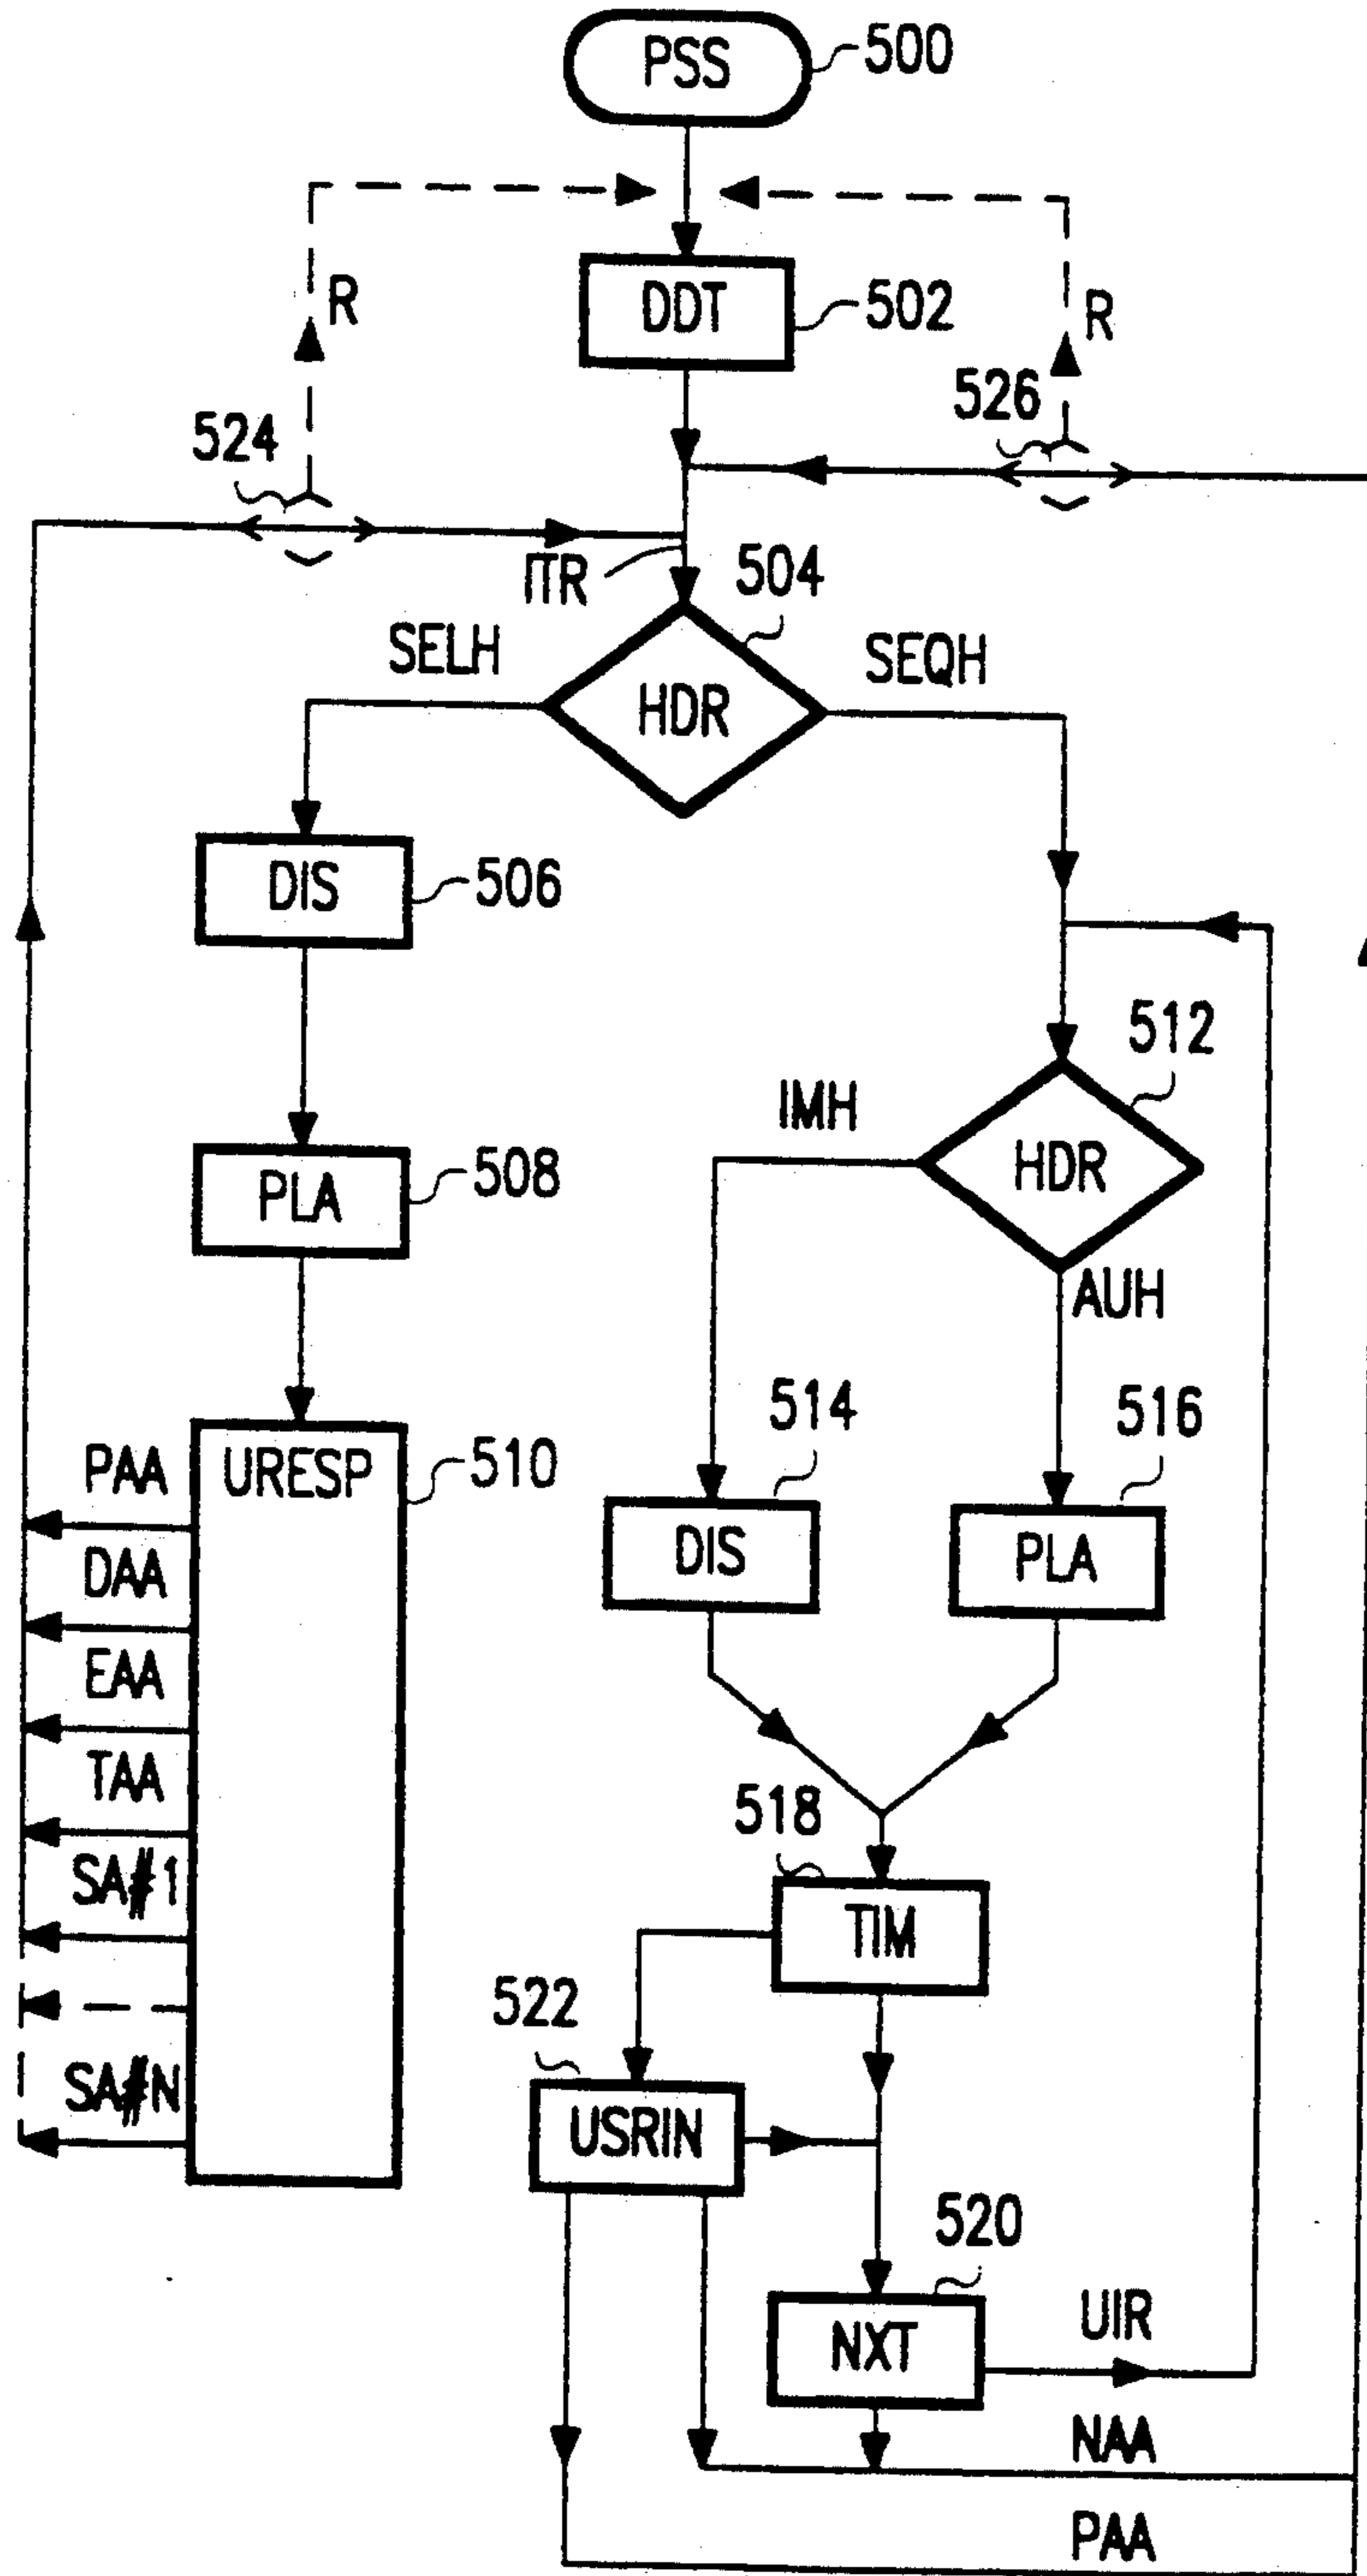 PSS 500
R
DDT 502
R
524
526
ITR
504
SELH
HDR
SEQH
DIS 506
512
IMH
HDR
PLA 508
AUH
514
516
PAA
URESP 510
DIS
PLA
DAA
EAA
TAA
518
SA#1
TIM
522
SA#N
USRIN
520
NXT
UIR
NAA
PAA